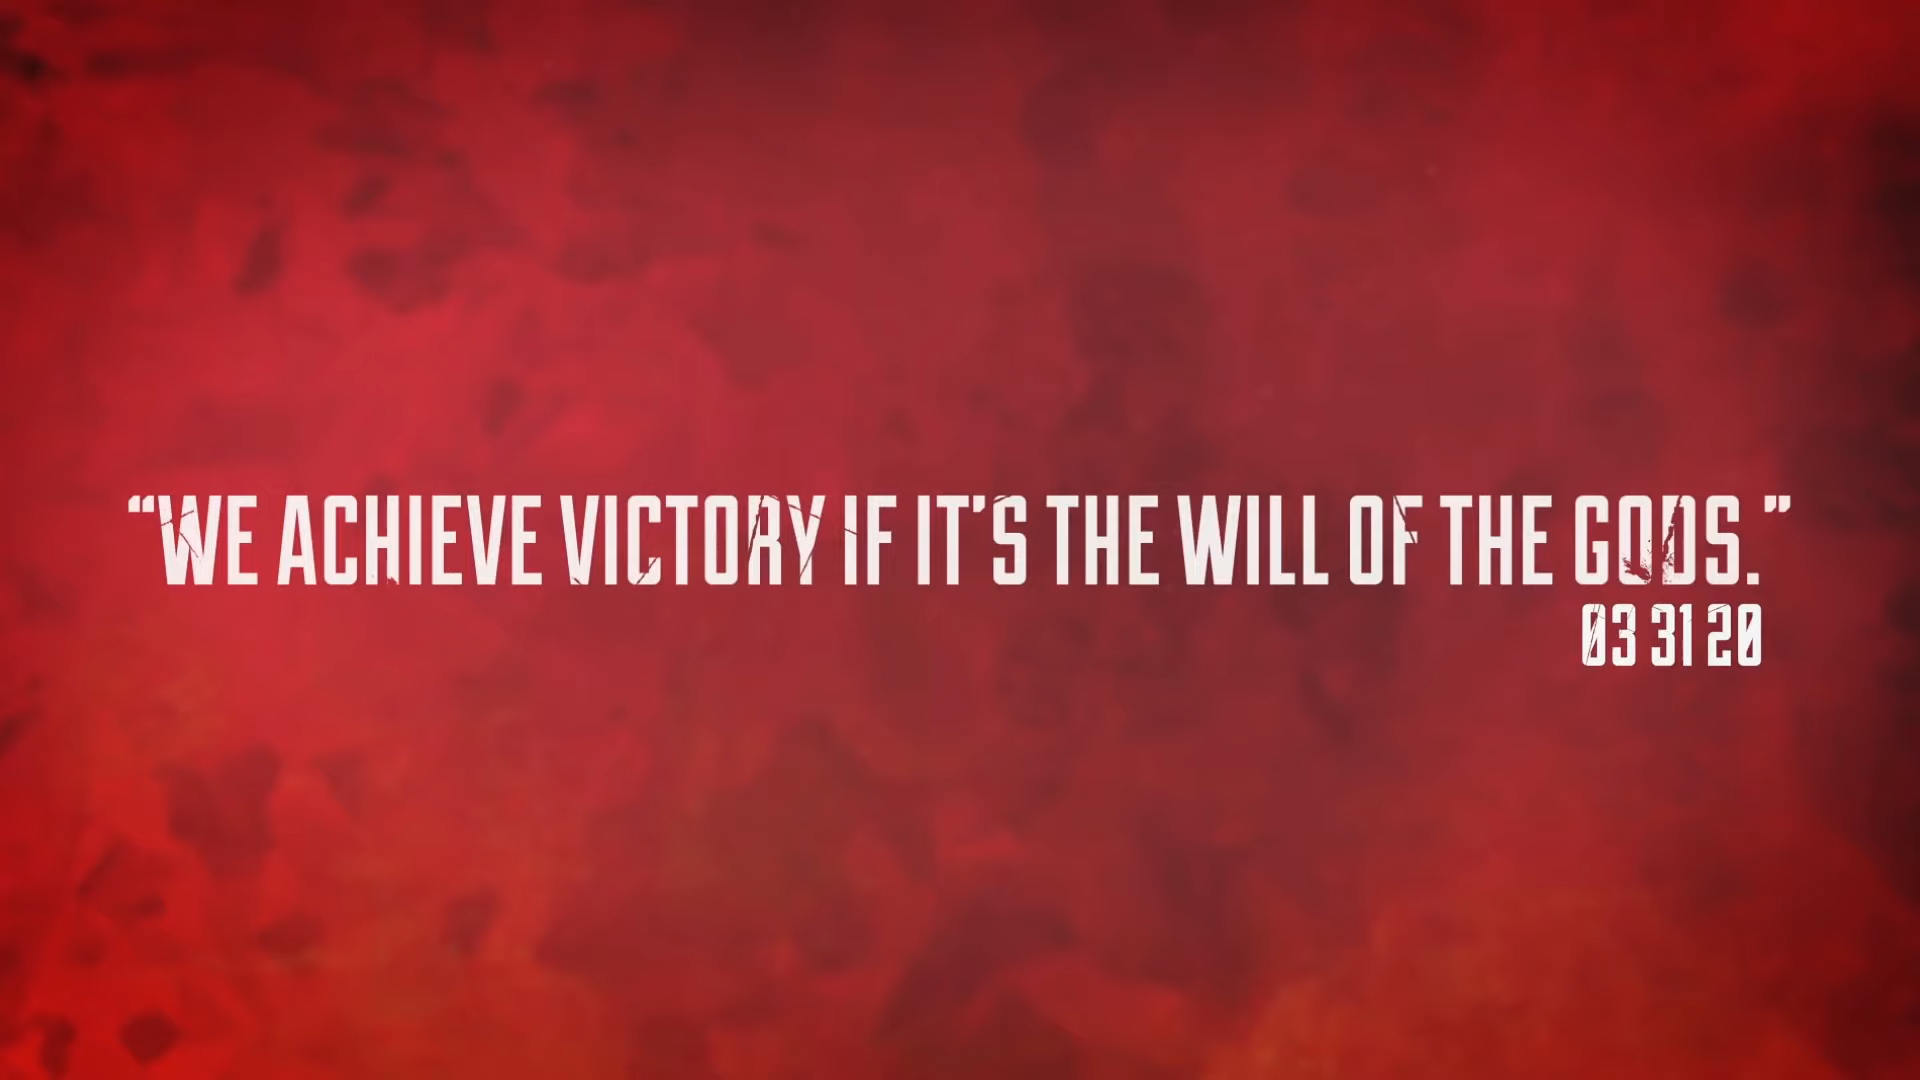 “WE ACHIEVE VICTORY IF IT’S THE WILL OF THE GODS.”
03 31 20